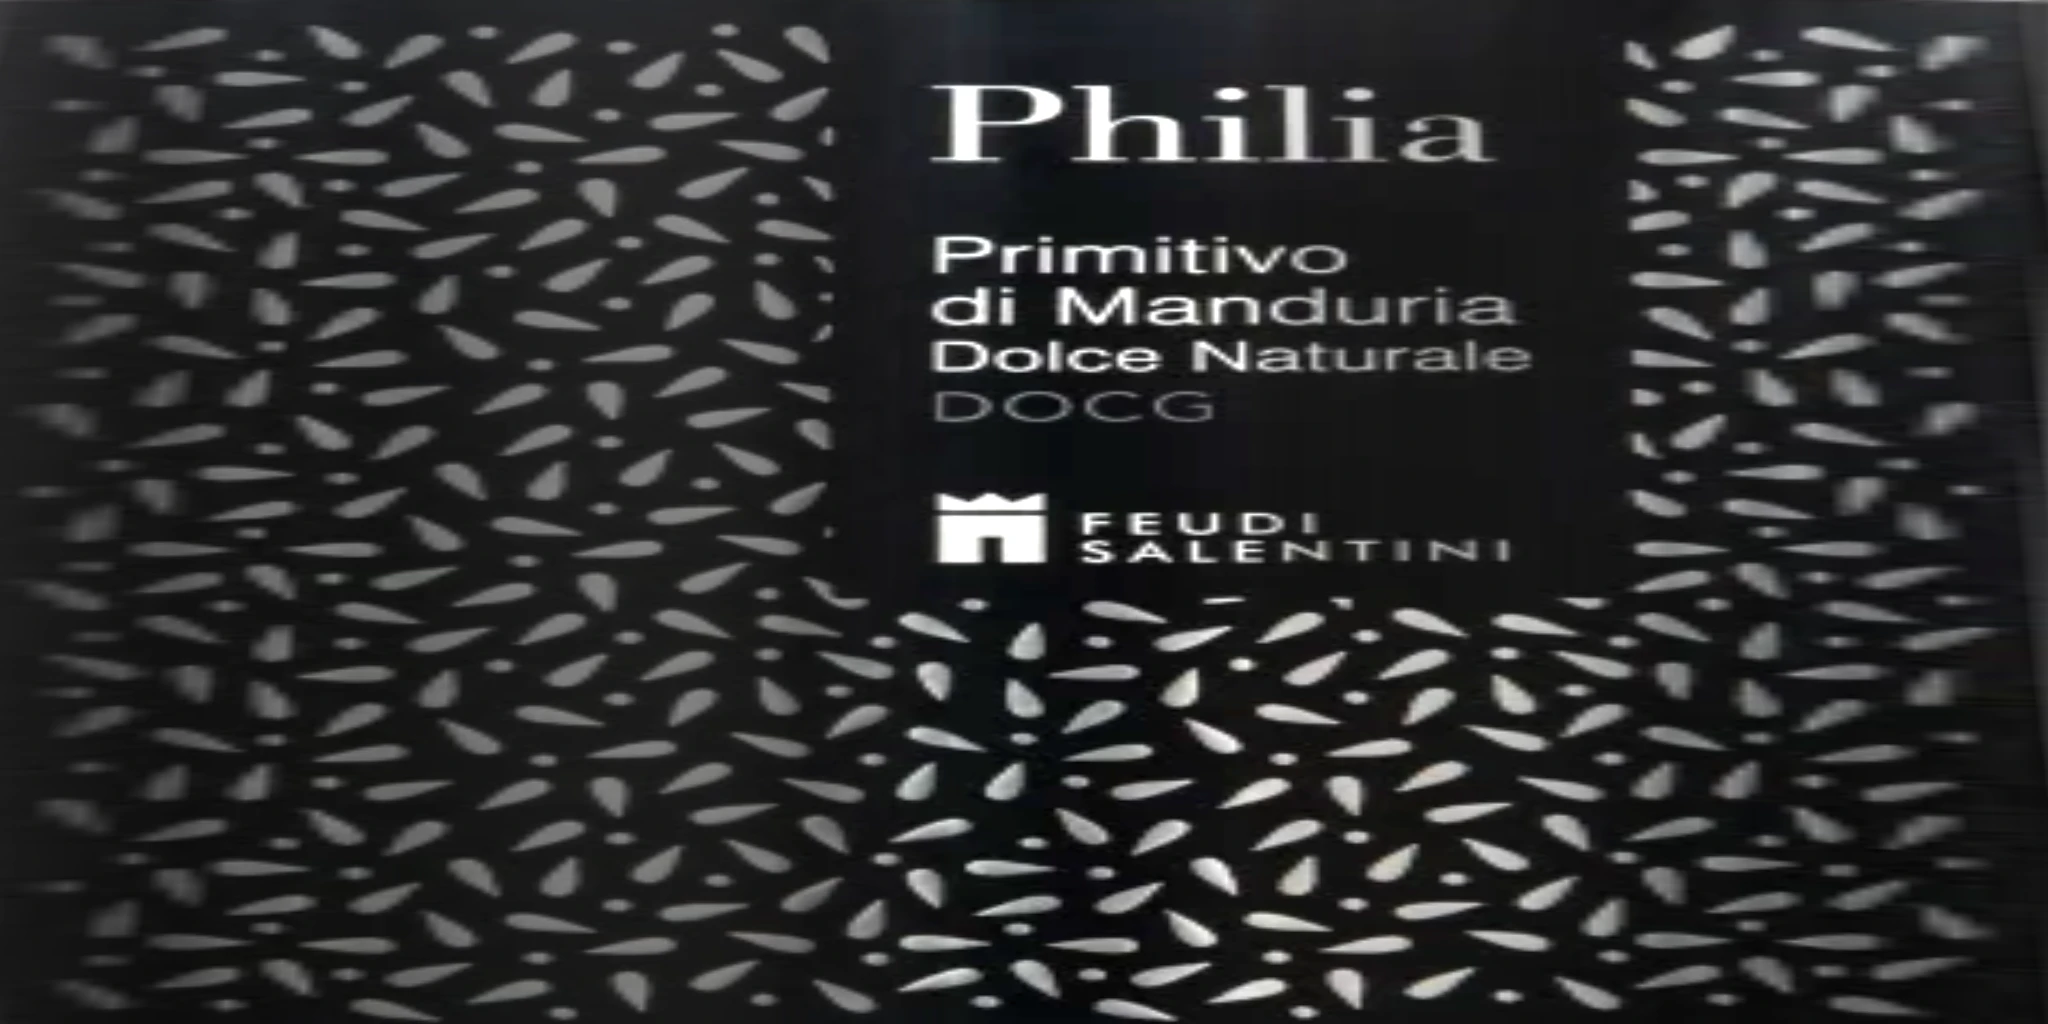 Philia
Primitivo
di Manduria
Dolce Naturale
DOCG
FEUDI
SALENTINI